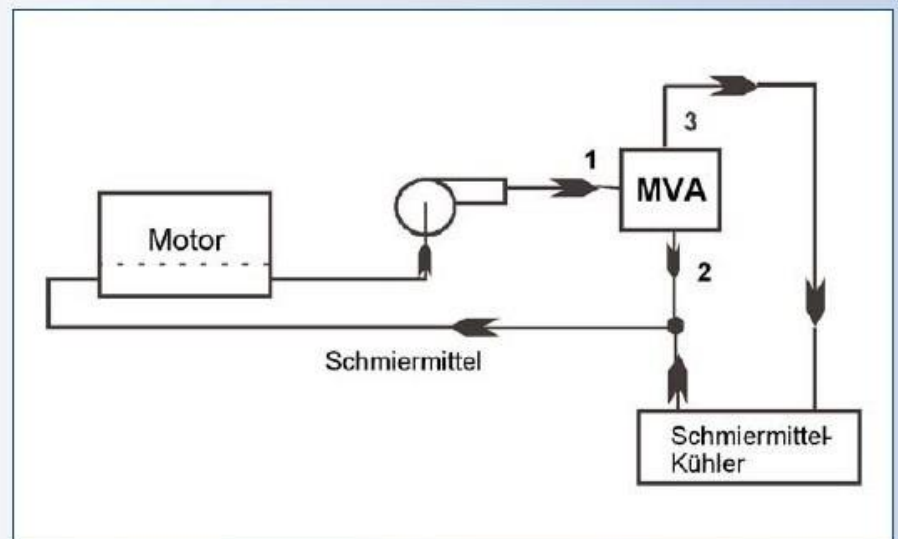 3
1
MVA
Motor
2
Schmiermittel
Schmiermittel-
Kühler